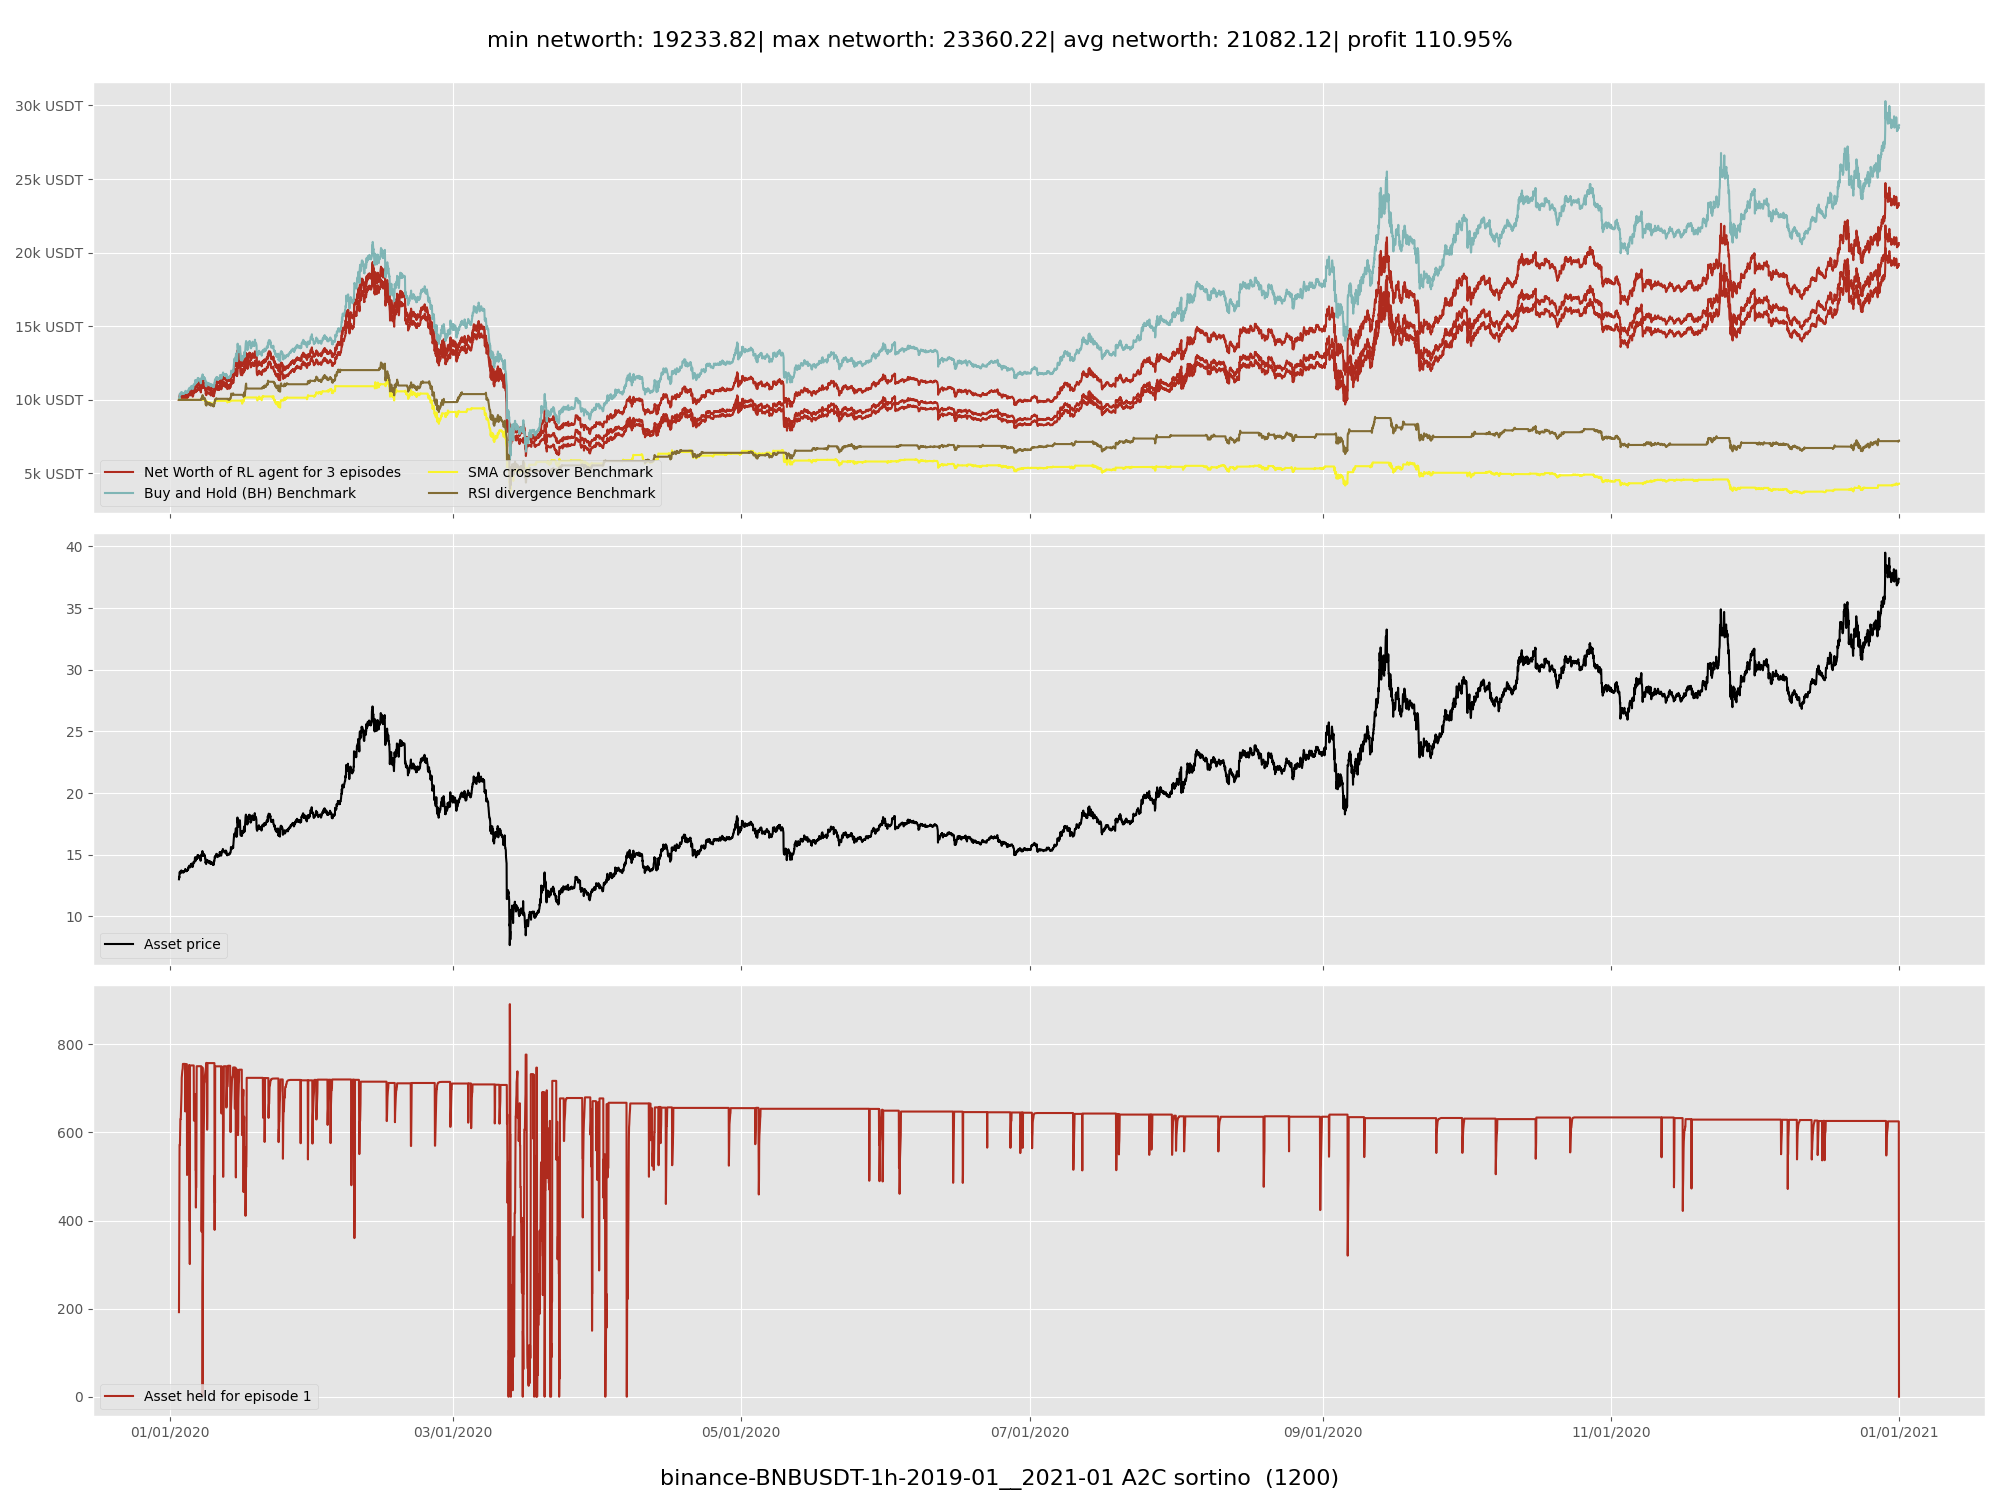 min networth: 19233.82| max networth: 23360.22| avg networth: 21082.12| profit 110.95%
30k USDT
25k USDT
20k USDT
15k USDT
10k USDT
5k USDT
Net Worth of RL agent for 3 episodes
Buy and Hold (BH) Benchmark
SMA crossover Benchmark
RSI divergence Benchmark
40
35
30
25
20
15
10
Asset price
800
600
400
200
0
Asset held for episode 1
01/01/2020
03/01/2020
05/01/2020
07/01/2020
09/01/2020
11/01/2020
01/01/2021
binance-BNBUSDT-1h-2019-01__2021-01 A2C sortino  (1200)